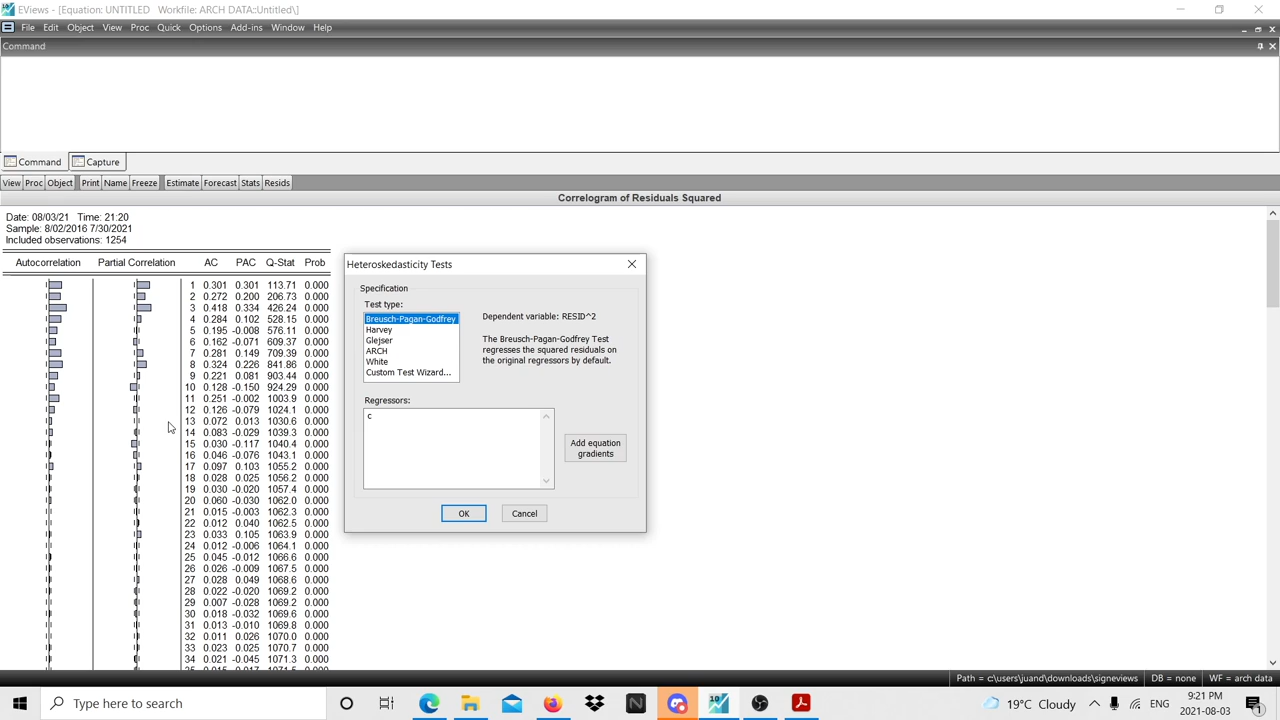 EViews - [Equation: UNTITLED   Workfile: ARCH DATA::Untitled\]
File Edit Object View Proc Quick Options Add-ins Window Help
Command
Command Capture
View Proc Object Print Name Freeze Estimate Forecast Stats Resids
Correlogram of Residuals Squared
Date: 08/03/21   Time: 21:20
Sample: 8/02/2016 7/30/2021
Included observations: 1254
Autocorrelation Partial Correlation AC PAC Q-Stat Prob
1 0.301 0.301 113.71 0.000
2 0.272 0.200 206.73 0.000
3 0.418 0.334 426.24 0.000
4 0.284 0.102 528.15 0.000
5 0.195 -0.008 576.11 0.000
6 0.162 -0.071 609.37 0.000
7 0.281 0.149 709.39 0.000
8 0.324 0.226 841.86 0.000
9 0.221 0.081 903.44 0.000
10 0.128 -0.150 924.29 0.000
11 0.251 -0.002 1003.9 0.000
12 0.126 -0.079 1024.1 0.000
13 0.072 0.013 1030.6 0.000
14 0.083 -0.029 1039.3 0.000
15 0.030 -0.117 1040.4 0.000
16 0.046 -0.076 1043.1 0.000
17 0.097 0.103 1055.2 0.000
18 0.028 0.025 1056.2 0.000
19 0.030 -0.020 1057.4 0.000
20 0.060 -0.030 1062.0 0.000
21 0.015 -0.003 1062.3 0.000
22 0.012 0.040 1062.5 0.000
23 0.033 0.105 1063.9 0.000
24 0.012 -0.006 1064.1 0.000
25 0.045 -0.012 1066.6 0.000
26 0.026 -0.009 1067.5 0.000
27 0.028 0.049 1068.6 0.000
28 0.022 -0.020 1069.2 0.000
29 0.007 -0.028 1069.2 0.000
30 0.018 -0.032 1069.6 0.000
31 0.013 -0.010 1069.8 0.000
32 0.011 0.026 1070.0 0.000
33 0.023 0.025 1070.7 0.000
34 0.021 -0.045 1071.3 0.000
Heteroskedasticity Tests
Specification
Test type:
Breusch-Pagan-Godfrey
Harvey
Glejser
ARCH
White
Custom Test Wizard...
Dependent variable: RESID^2
The Breusch-Pagan-Godfrey Test
regresses the squared residuals on
the original regressors by default.
Regressors:
c
Add equation
gradients
OK Cancel
Path = c:\users\juand\downloads\signeviews DB = none WF = arch data
Type here to search
19°C Cloudy
ENG
9:21 PM
2021-08-03